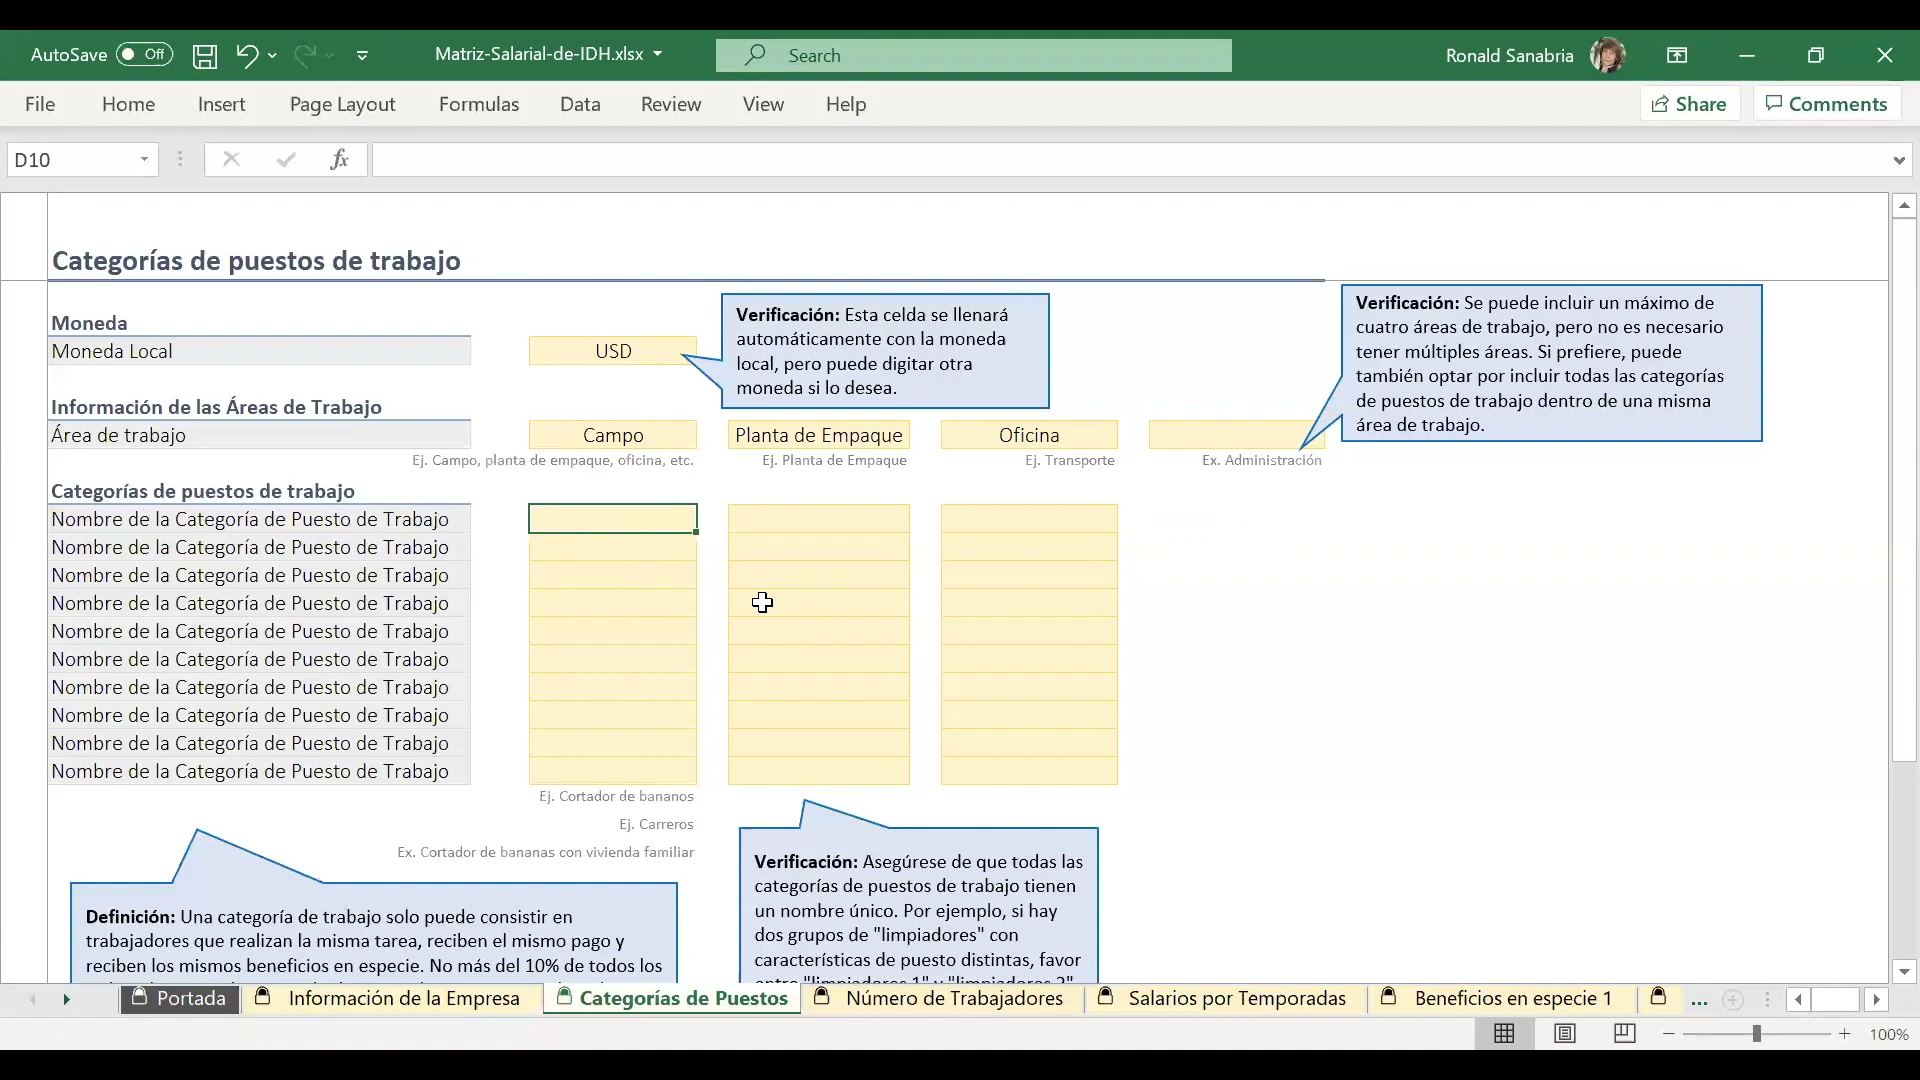 AutoSave Off Matriz-Salarial-de-IDH.xlsx Search Ronald Sanabria
File Home Insert Page Layout Formulas Data Review View Help Share Comments
D10 fx
Categorías de puestos de trabajo
Moneda
Moneda Local USD
Verificación: Esta celda se llenará
automáticamente con la moneda
local, pero puede digitar otra
moneda si lo desea.
Verificación: Se puede incluir un máximo de
cuatro áreas de trabajo, pero no es necesario
tener múltiples áreas. Si prefiere, puede
también optar por incluir todas las categorías
de puestos de trabajo dentro de una misma
área de trabajo.
Información de las Áreas de Trabajo
Área de trabajo Campo Planta de Empaque Oficina
Ej. Campo, planta de empaque, oficina, etc. Ej. Planta de Empaque Ej. Transporte Ex. Administración
Categorías de puestos de trabajo
Nombre de la Categoría de Puesto de Trabajo
Nombre de la Categoría de Puesto de Trabajo
Nombre de la Categoría de Puesto de Trabajo
Nombre de la Categoría de Puesto de Trabajo
Nombre de la Categoría de Puesto de Trabajo
Nombre de la Categoría de Puesto de Trabajo
Nombre de la Categoría de Puesto de Trabajo
Nombre de la Categoría de Puesto de Trabajo
Nombre de la Categoría de Puesto de Trabajo
Nombre de la Categoría de Puesto de Trabajo
Ej. Cortador de bananos
Ej. Carreros
Ex. Cortador de bananas con vivienda familiar
Definición: Una categoría de trabajo solo puede consistir en
trabajadores que realizan la misma tarea, reciben el mismo pago y
reciben los mismos beneficios en especie. No más del 10% de todos los
Verificación: Asegúrese de que todas las
categorías de puestos de trabajo tienen
un nombre único. Por ejemplo, si hay
dos grupos de "limpiadores" con
características de puesto distintas, favor
entre "limpiadores 1" y "limpiadores 2"
Portada Información de la Empresa Categorías de Puestos Número de Trabajadores Salarios por Temporadas Beneficios en especie 1 ...
100%